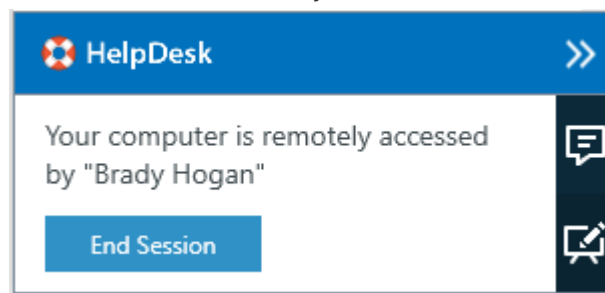 HelpDesk
Your computer is remotely accessed
by "Brady Hogan"
End Session